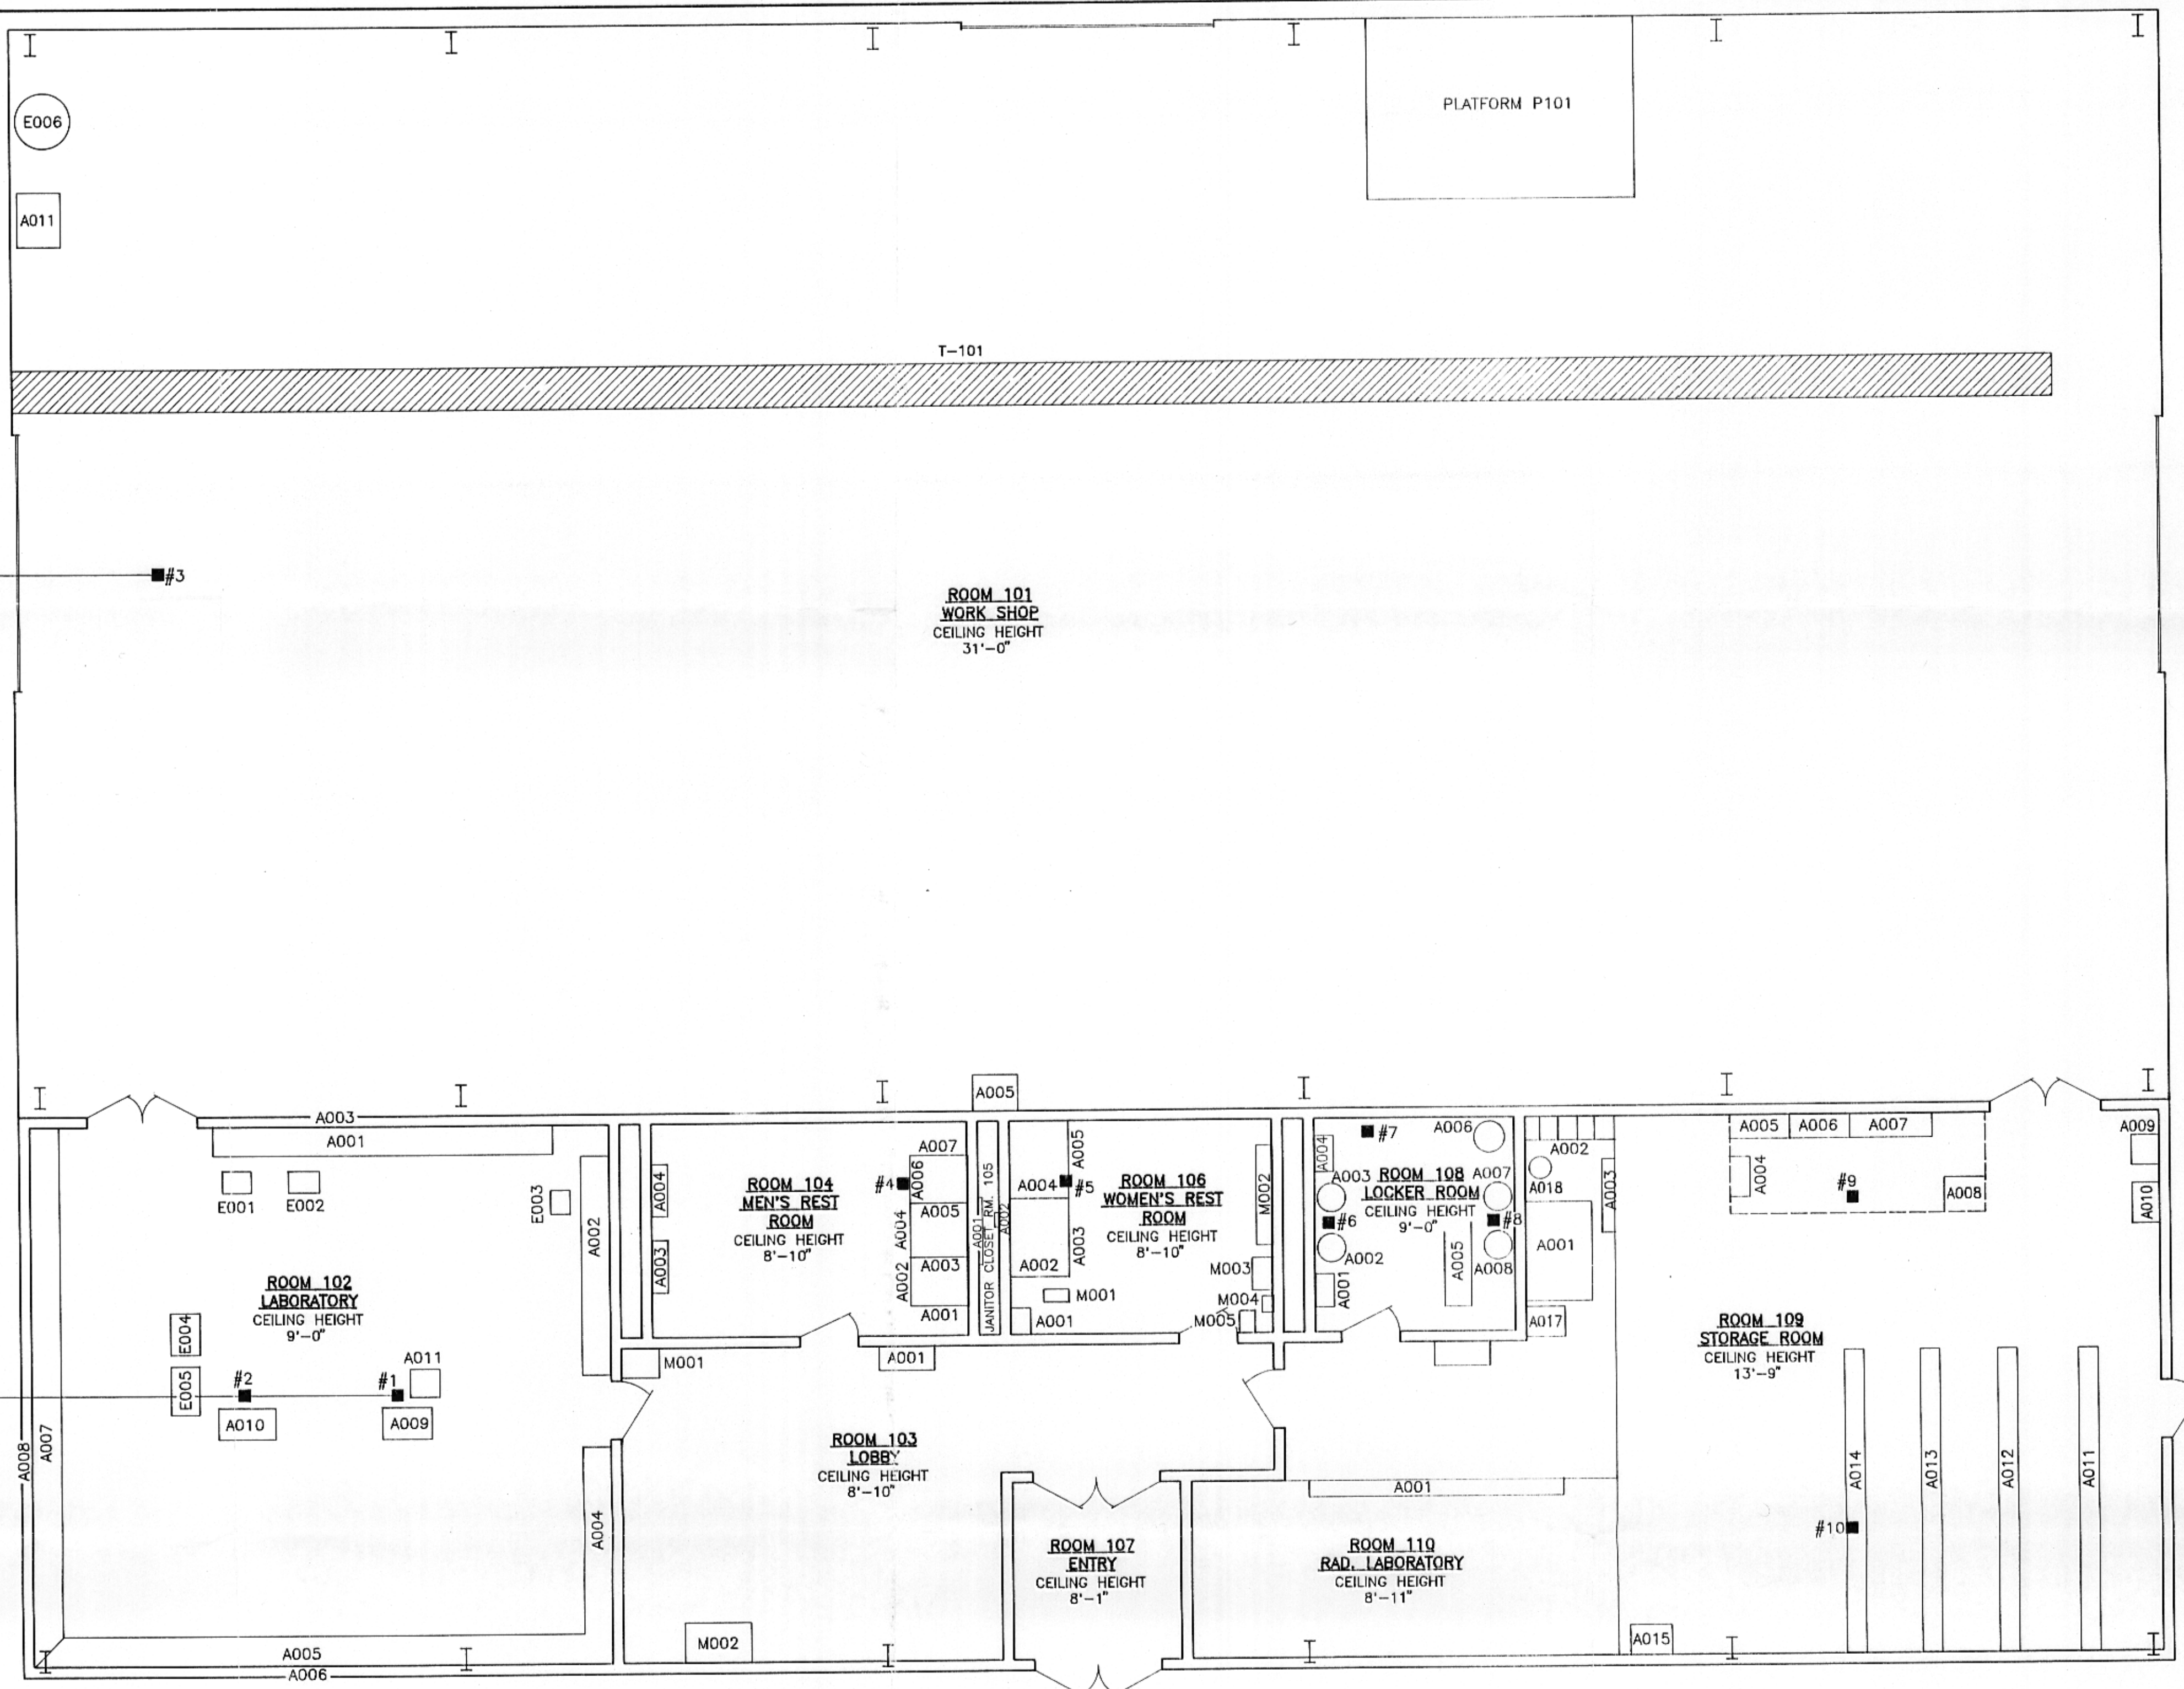 PLATFORM P101
E006
A011
T-101
#3
ROOM 101
WORK SHOP
CEILING HEIGHT
31'-0"
A005
A003
A001
E001
E002
E003
A002
ROOM 102
LABORATORY
CEILING HEIGHT
9'-0"
E004
E005
#2
#1
A011
A010
A009
A008
A007
A004
A005
A006
A004
A003
ROOM 104
MEN'S REST
ROOM
CEILING HEIGHT
8'-10"
#4
A007
A006
A005
A004
A003
A002
A001
A001
JANITOR CLOSET RM. 105
A002
A005
A004
#5
A003
A002
M001
A001
ROOM 106
WOMEN'S REST
ROOM
CEILING HEIGHT
8'-10"
M002
M003
M004
M005
#7
A006
A004
A003
ROOM 108
LOCKER ROOM
CEILING HEIGHT
9'-0"
A007
#6
#8
A002
A001
A005
A008
A002
A018
A003
A001
A017
A005
A006
A007
A004
#9
A008
A009
A010
ROOM 109
STORAGE ROOM
CEILING HEIGHT
13'-9"
A014
A013
A012
A011
#10
A015
M001
A001
ROOM 103
LOBBY
CEILING HEIGHT
8'-10"
M002
ROOM 107
ENTRY
CEILING HEIGHT
8'-1"
A001
ROOM 110
RAD. LABORATORY
CEILING HEIGHT
8'-11"